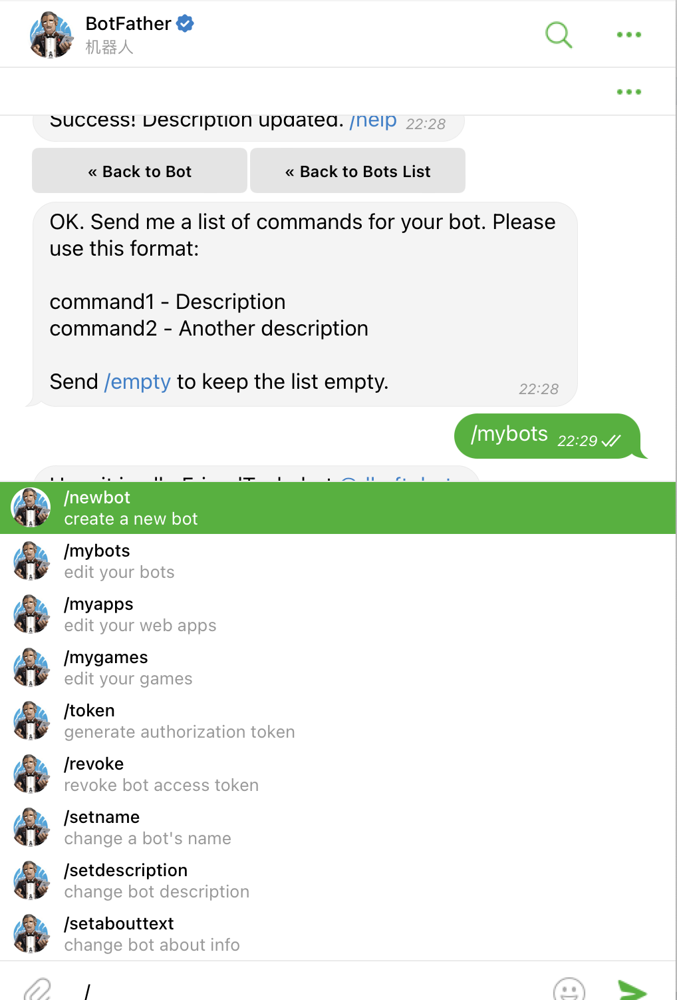 BotFather
机器人
Success! Description updated. /help 22:28
« Back to Bot
« Back to Bots List
OK. Send me a list of commands for your bot. Please
use this format:
command1 - Description
command2 - Another description
Send /empty to keep the list empty.
22:28
/mybots 22:29
/newbot
create a new bot
/mybots
edit your bots
/myapps
edit your web apps
/mygames
edit your games
/token
generate authorization token
/revoke
revoke bot access token
/setname
change a bot's name
/setdescription
change bot description
/setabouttext
change bot about info
/